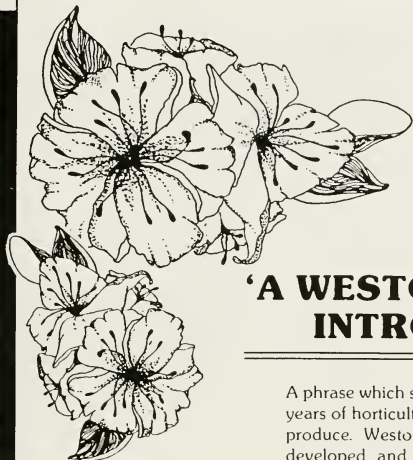 ‘A WESTO
INTRO
A phrase which s
years of horticult
produce. Westo
developed and